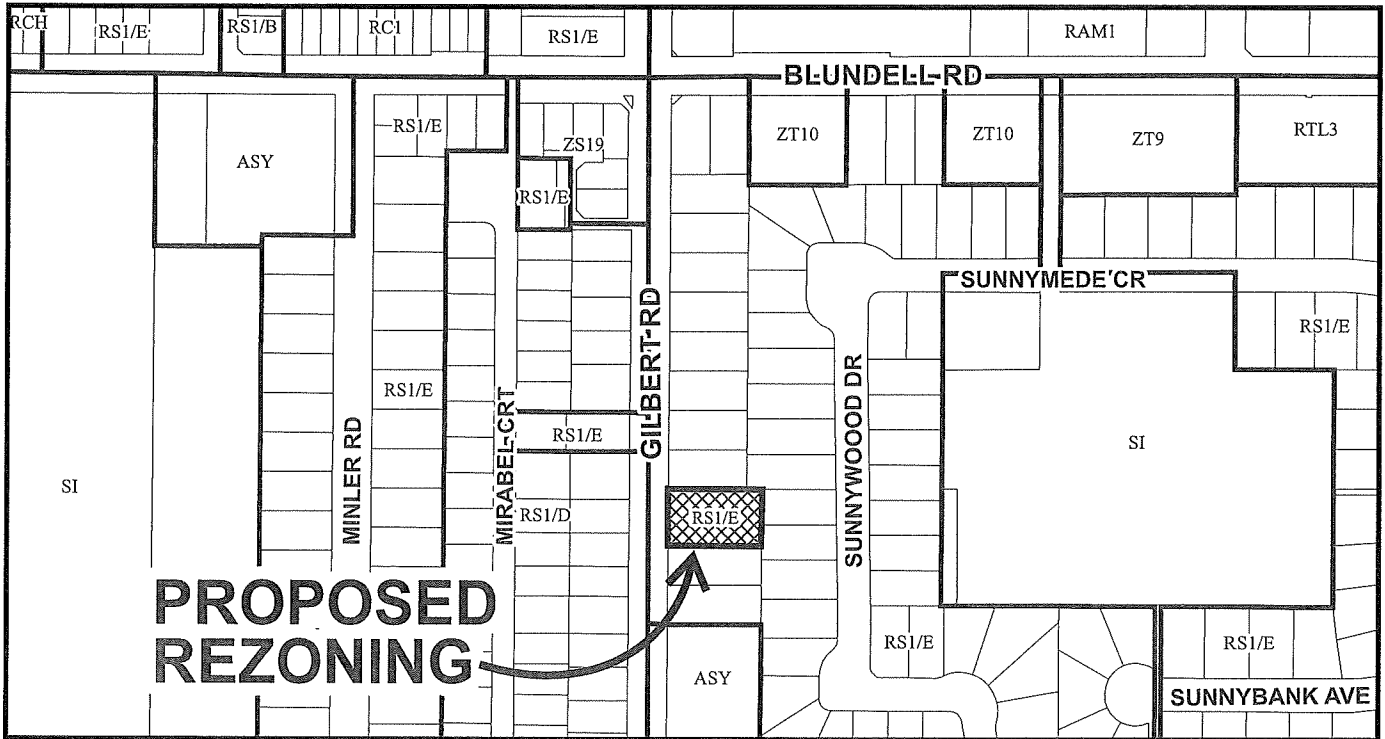 RCH
RS1/E
RS1/B
RC1
RS1/E
RAM1
BLUNDELL RD
ASY
RS1/E
ZS19
RS1/E
ZT10
ZT10
ZT9
RTL3
SUNNYMEDE CR
RS1/E
GILBERT RD
RS1/E
MINLER RD
MIRABEL CRT
RS1/E
SUNNYWOOOD DR
SI
SI
RS1/D
RS1/E
PROPOSED
REZONING
ASY
RS1/E
RS1/E
SUNNYBANK AVE